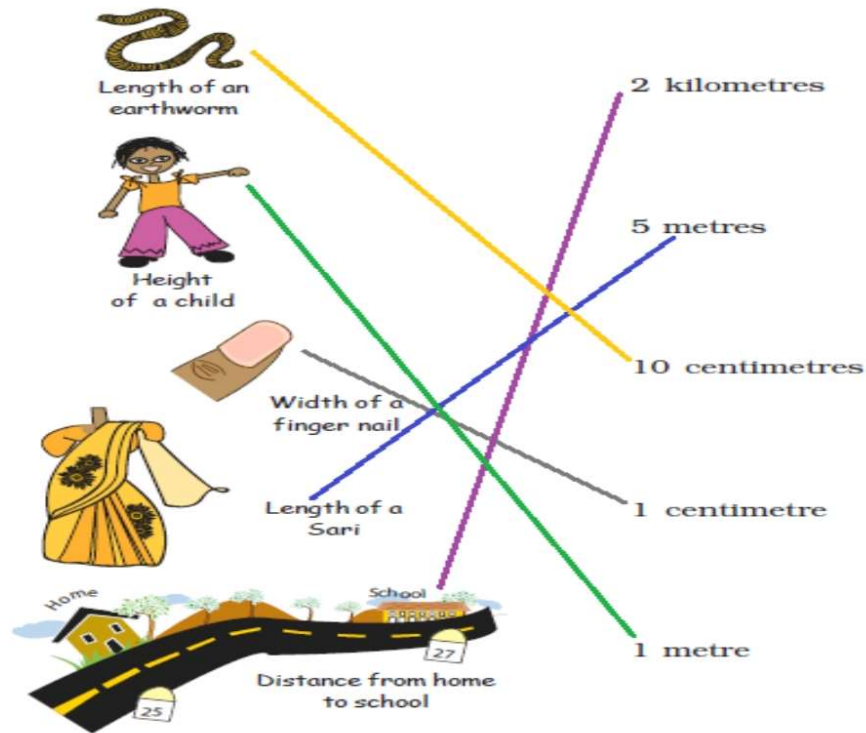 Length of an
earthworm
Height
of a child
Width of a
finger nail
Length of a
Sari
Home
School
25
27
Distance from home
to school
2 kilometres
5 metres
10 centimetres
1 centimetre
1 metre